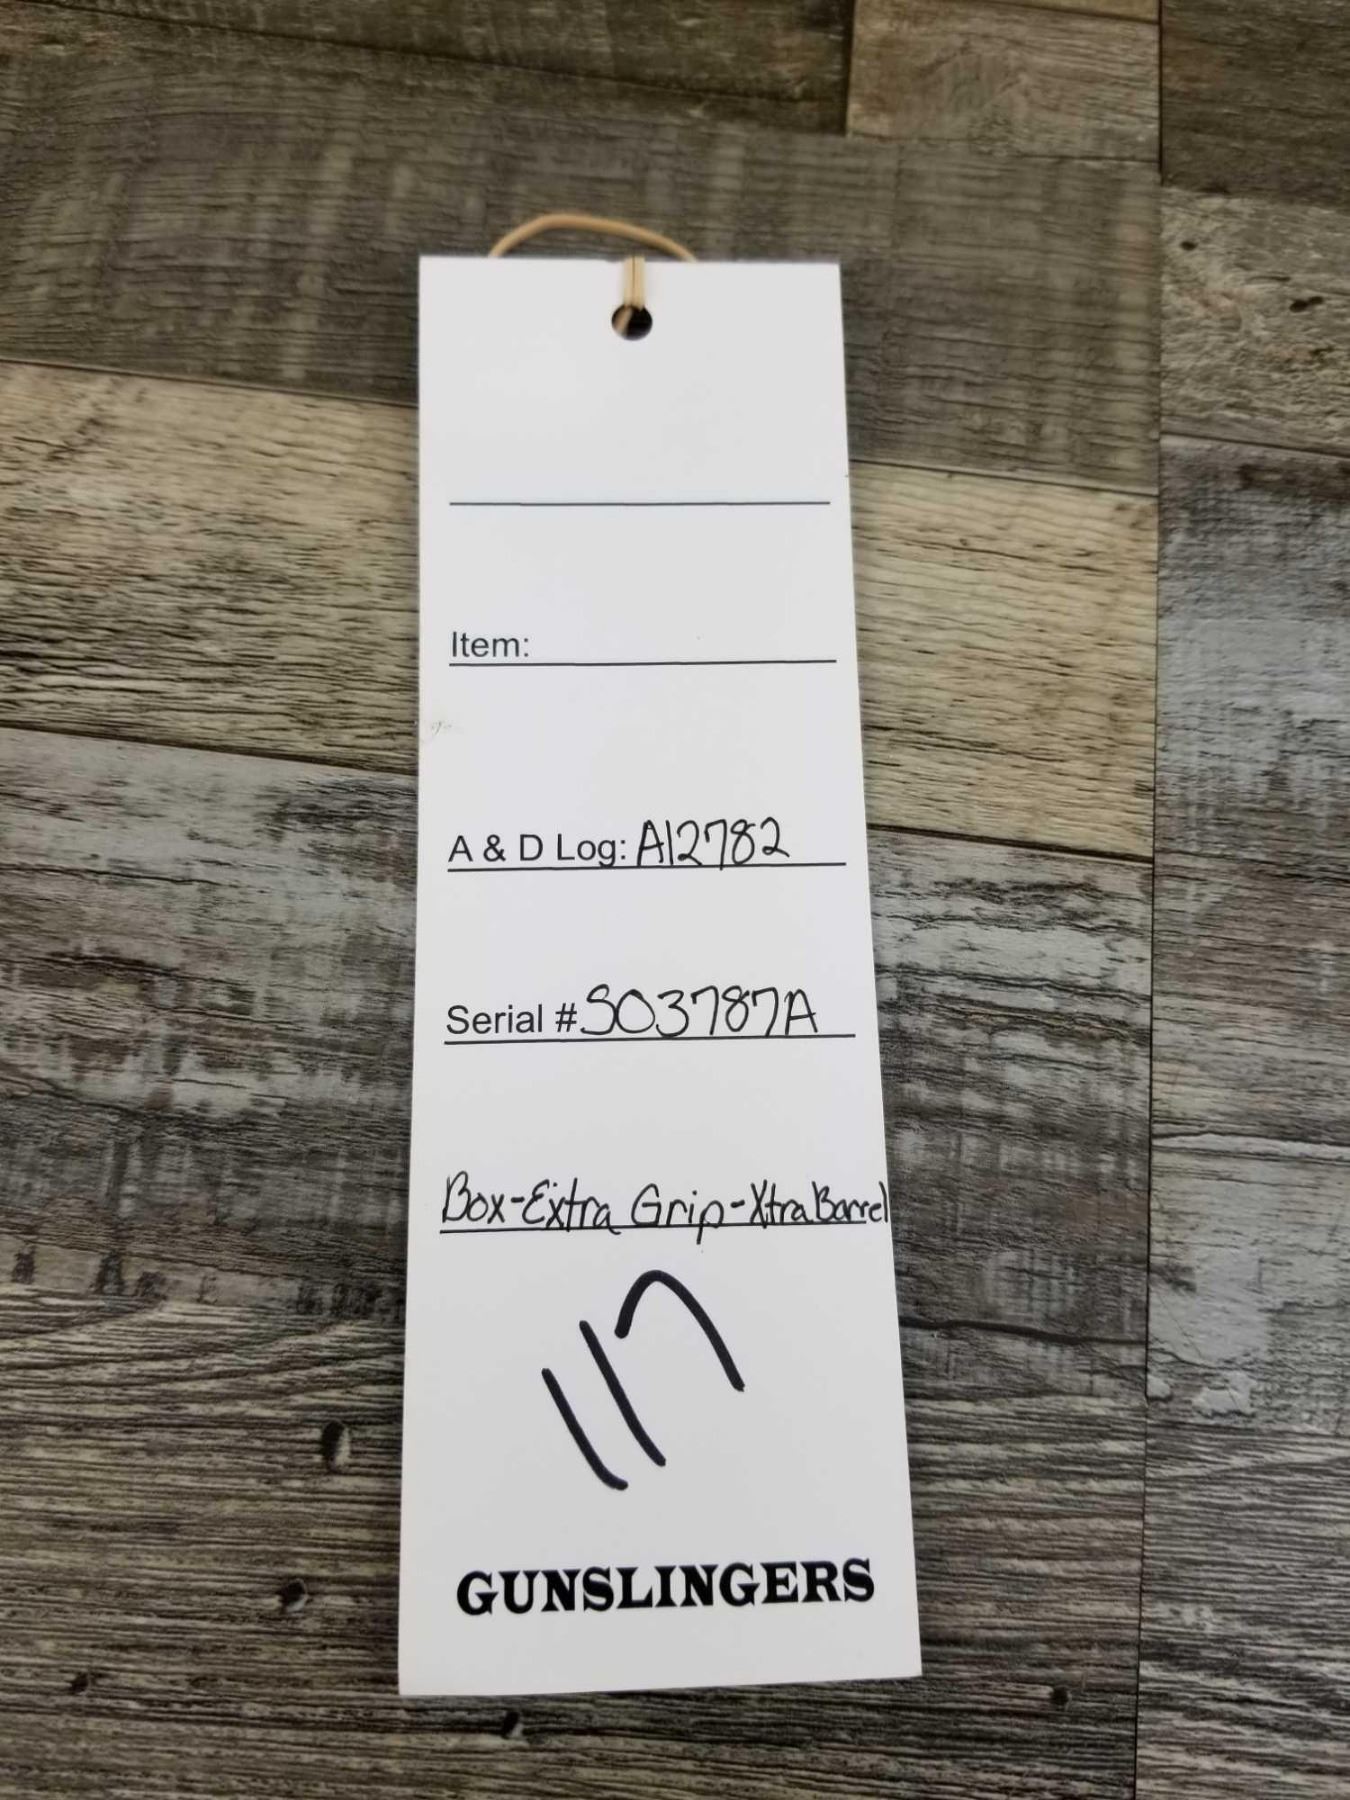 Item:
A & D Log: A12782
Serial # S03787A
Box-Extra Grip-Xtra Barrel
117
GUNSLINGERS